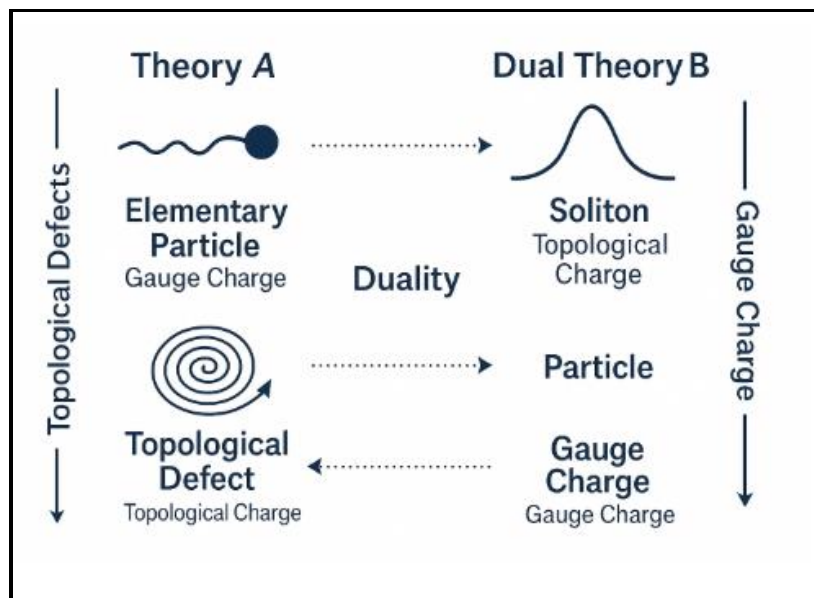 Theory A
Dual Theory B
Topological Defects
Elementary
Particle
Gauge Charge
Soliton
Topological
Charge
Gauge Charge
Duality
Particle
Topological
Defect
Topological Charge
Gauge
Charge
Gauge Charge